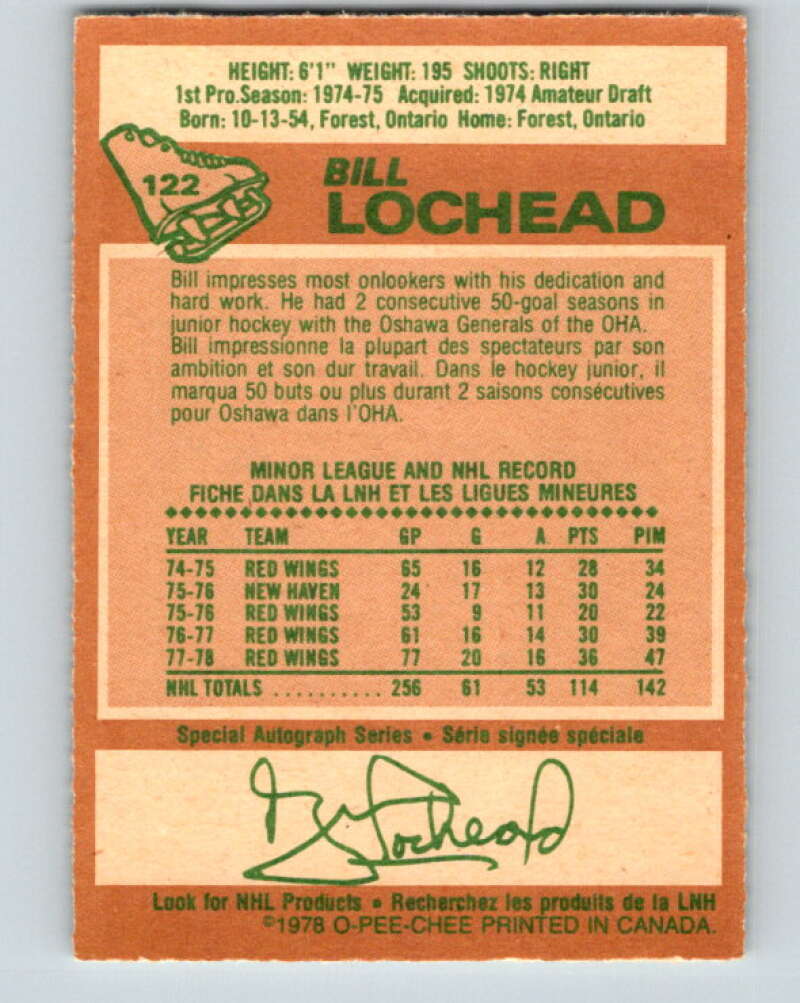 HEIGHT: 6'1" WEIGHT: 195 SHOOTS: RIGHT
1st Pro.Season: 1974-75 Acquired: 1974 Amateur Draft
Born: 10-13-54, Forest, Ontario Home: Forest, Ontario
122
BILL
LOCHEAD
Bill impresses most onlookers with his dedication and
hard work. He had 2 consecutive 50-goal seasons in
junior hockey with the Oshawa Generals of the OHA.
Bill impressionne la plupart des spectateurs par son
ambition et son dur travail. Dans le hockey junior, il
marqua 50 buts ou plus durant 2 saisons consécutives
pour Oshawa dans l'OHA.
MINOR LEAGUE AND NHL RECORD
FICHE DANS LA LNH ET LES LIGUES MINEURES
YEAR TEAM GP G A PTS PIM
74-75 RED WINGS 65 16 12 28 34
75-76 NEW HAVEN 24 17 13 30 24
75-76 RED WINGS 53 9 11 20 22
76-77 RED WINGS 61 16 14 30 39
77-78 RED WINGS 77 20 16 36 47
NHL TOTALS .......... 256 61 53 114 142
Special Autograph Series • Série signée spéciale
Bill Lochead
Look for NHL Products • Recherchez les produits de la LNH
©1978 O-PEE-CHEE PRINTED IN CANADA.